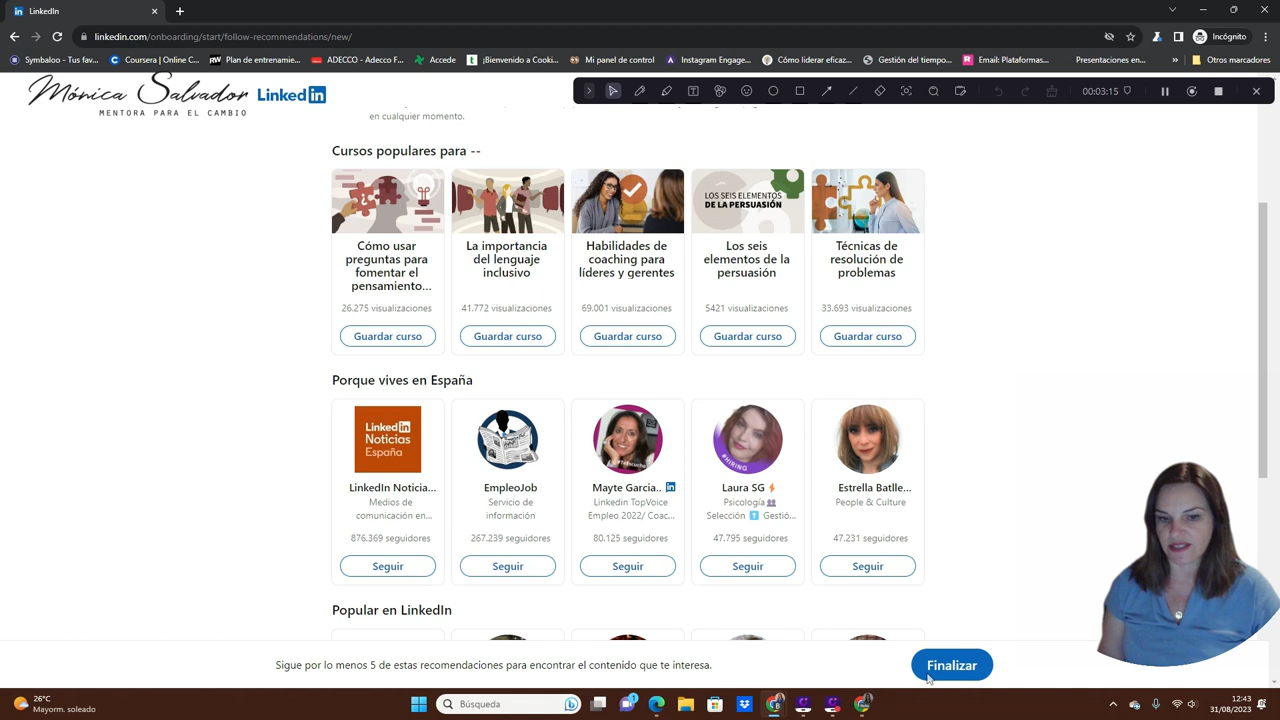 LinkedIn
linkedin.com/onboarding/start/follow-recommendations/new/
Incógnito
Symbaloo - Tus fav...
Coursera | Online C...
Plan de entrenamie...
ADECCO - Adecco F...
Accede
¡Bienvenido a Cookie...
Mi panel de control
Instagram Engage...
Cómo ser eficaz...
Gestión del tiempo...
Email: Plataformas...
Presentaciones en...
Otros marcadores
Mónica Salvador
MENTORA PARA EL CAMBIO
Linked in
00:03:15
en cualquier momento.
Cursos populares para --
LOS SEIS ELEMENTOS
DE LA PERSUASIÓN
Cómo usar
preguntas para
fomentar el
pensamiento...
26.275 visualizaciones
Guardar curso
La importancia
del lenguaje
inclusivo
41.772 visualizaciones
Guardar curso
Habilidades de
coaching para
líderes y gerentes
69.001 visualizaciones
Guardar curso
Los seis
elementos de la
persuasión
5421 visualizaciones
Guardar curso
Técnicas de
resolución de
problemas
33.693 visualizaciones
Guardar curso
Porque vives en España
Linked in
Noticias
España
LinkedIn Noticia...
Medios de
comunicación en...
876.369 seguidores
Seguir
EmpleoJob
Servicio de
información
267.239 seguidores
Seguir
Mayte Garcia..
Linkedin TopVoice
Empleo 2022/ Coac...
80.125 seguidores
Seguir
#HIRING
Laura SG
Psicología
Selección Gestió...
47.795 seguidores
Seguir
Estrella Batlle...
People & Culture
47.231 seguidores
Seguir
Popular en LinkedIn
Sigue por lo menos 5 de estas recomendaciones para encontrar el contenido que te interesa.
Finalizar
26°C
Mayorm. soleado
Búsqueda
12:43
31/08/2023